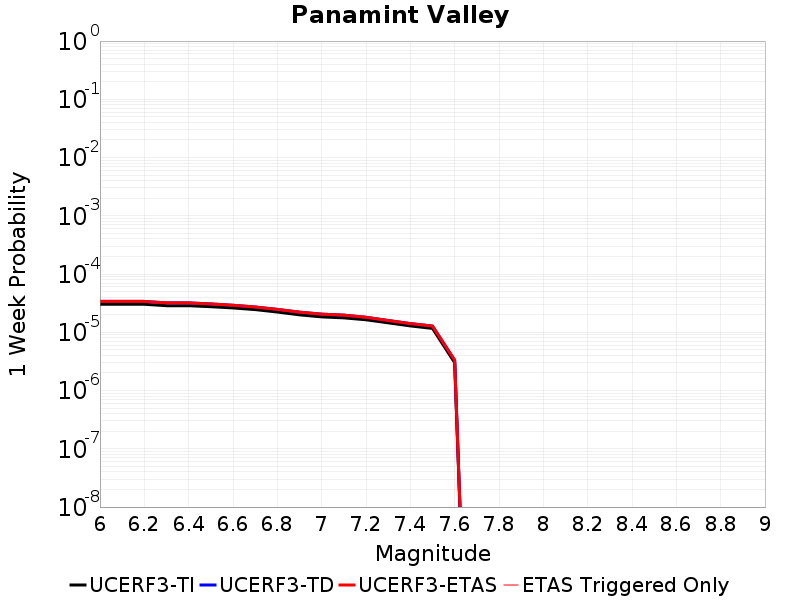 Panamint Valley
1 Week Probability
10^0
10^-1
10^-2
10^-3
10^-4
10^-5
10^-6
10^-7
10^-8
6 6.2 6.4 6.6 6.8 7 7.2 7.4 7.6 7.8 8 8.2 8.4 8.6 8.8 9
Magnitude
UCERF3-TI UCERF3-TD UCERF3-ETAS ETAS Triggered Only